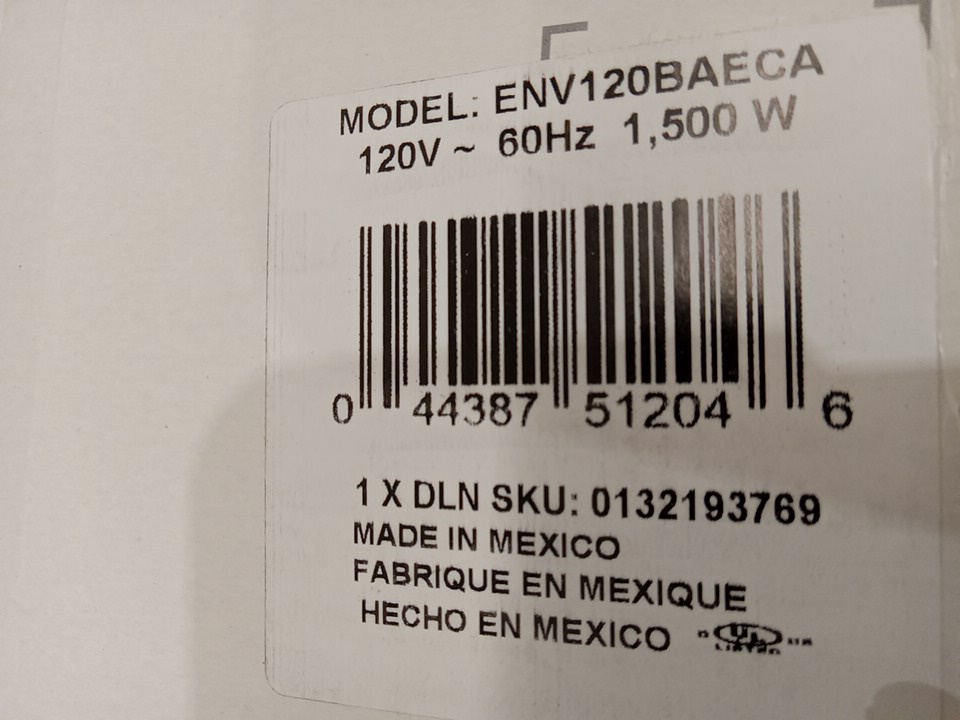 MODEL: ENV120BAECA
120V ~ 60Hz 1,500 W
0 44387 51204 6
1 X DLN SKU: 0132193769
MADE IN MEXICO
FABRIQUE EN MEXIQUE
HECHO EN MEXICO
UL